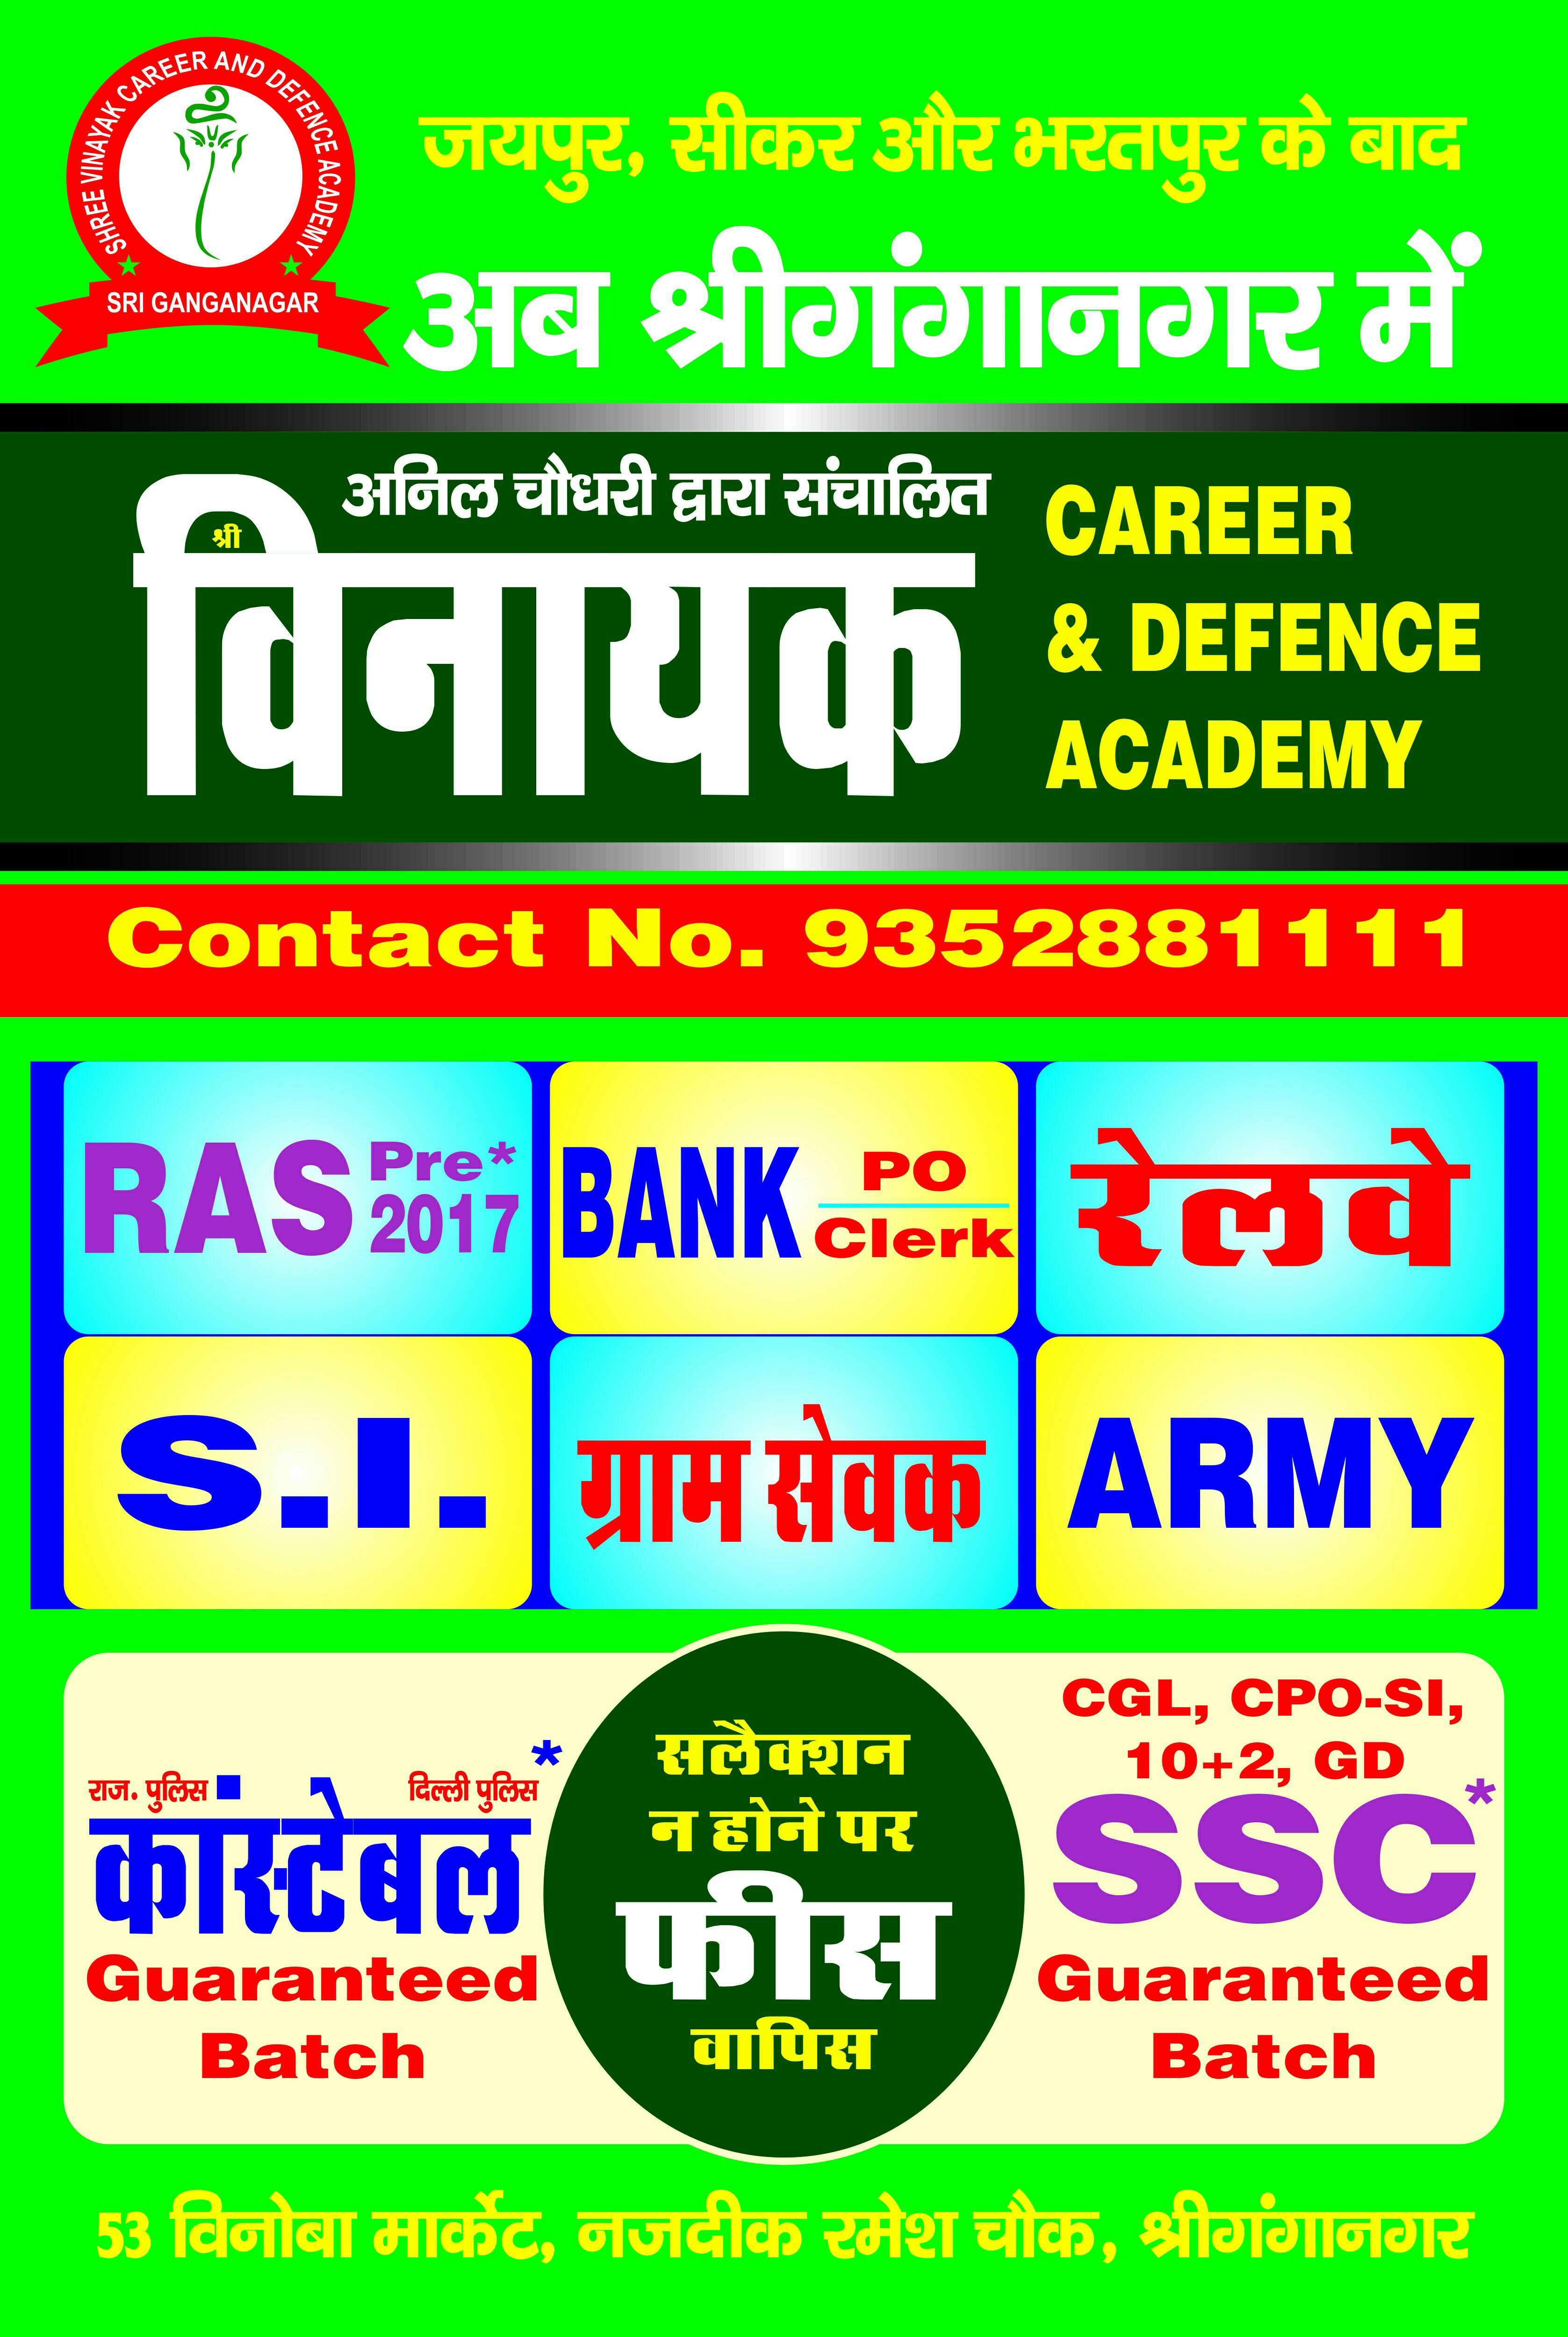 SHREE VINAYAK CAREER AND DEFENCE ACADEMY
SRI GANGANAGAR
जयपुर, सीकर और भरतपुर के बाद
अब श्रीगंगानगर में
अनिल चौधरी द्वारा संचालित
श्री
विनायक
CAREER
& DEFENCE
ACADEMY
Contact No. 9352881111
RAS Pre* 2017
BANK PO Clerk
रेलवे
S.I.
ग्राम सेवक
ARMY
राज. पुलिस दिल्ली पुलिस *
कांस्टेबल
Guaranteed
Batch
सलैक्शन
न होने पर
फीस
वापिस
CGL, CPO-SI,
10+2, GD
SSC*
Guaranteed
Batch
53 विनोबा मार्केट, नजदीक रमेश चौक, श्रीगंगानगर